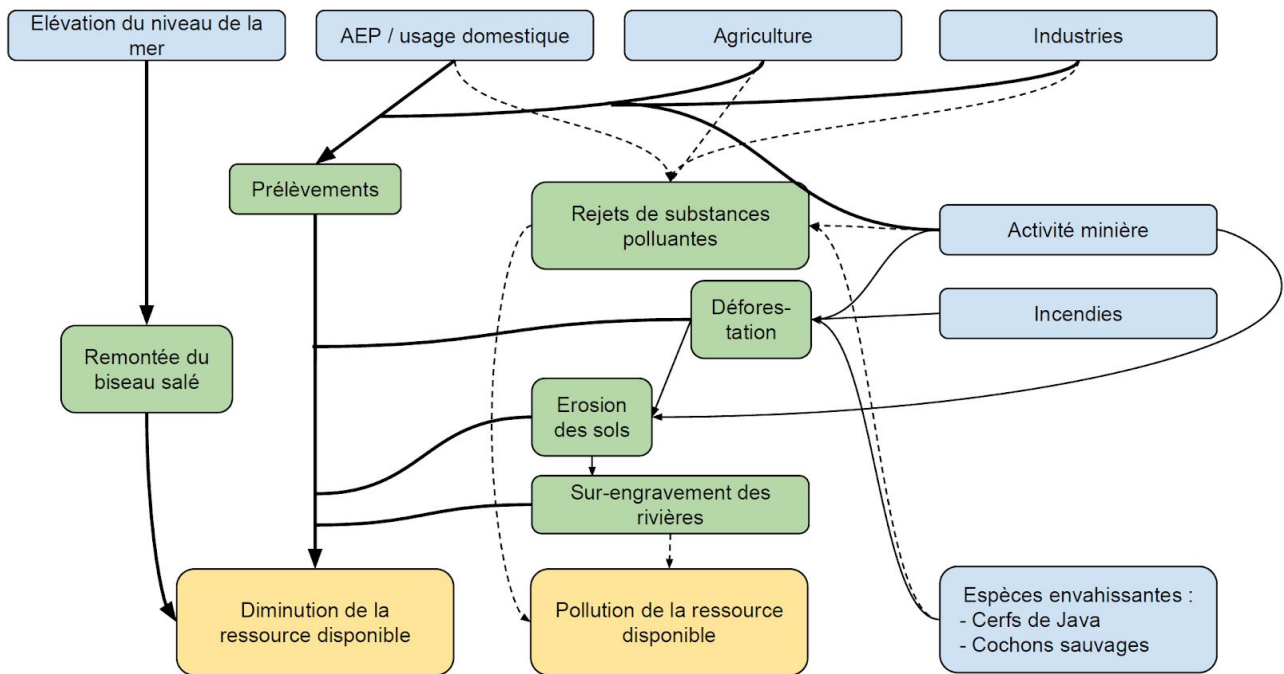 Elévation du niveau de la
mer
AEP / usage domestique
Agriculture
Industries
Prélèvements
Rejets de substances
polluantes
Activité minière
Défores-
tation
Incendies
Remontée du
biseau salé
Erosion
des sols
Sur-engravement des
rivières
Diminution de la
ressource disponible
Pollution de la ressource
disponible
Espèces envahissantes :
- Cerfs de Java
- Cochons sauvages